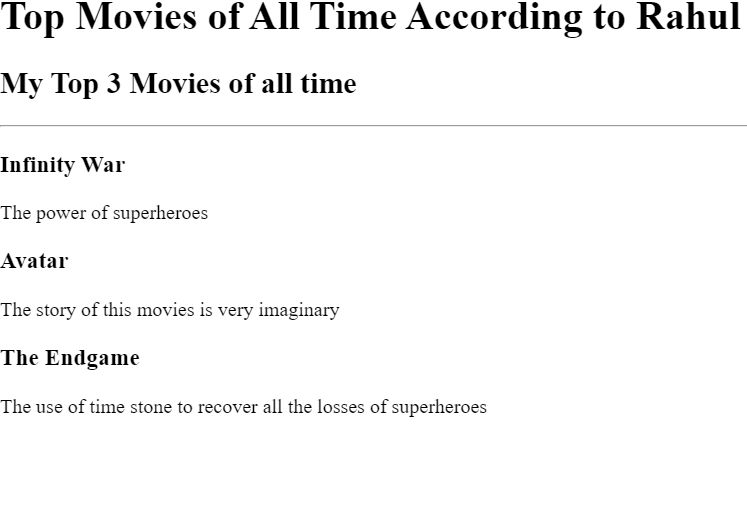 Top Movies of All Time According to Rahul
My Top 3 Movies of all time
Infinity War
The power of superheroes
Avatar
The story of this movies is very imaginary
The Endgame
The use of time stone to recover all the losses of superheroes